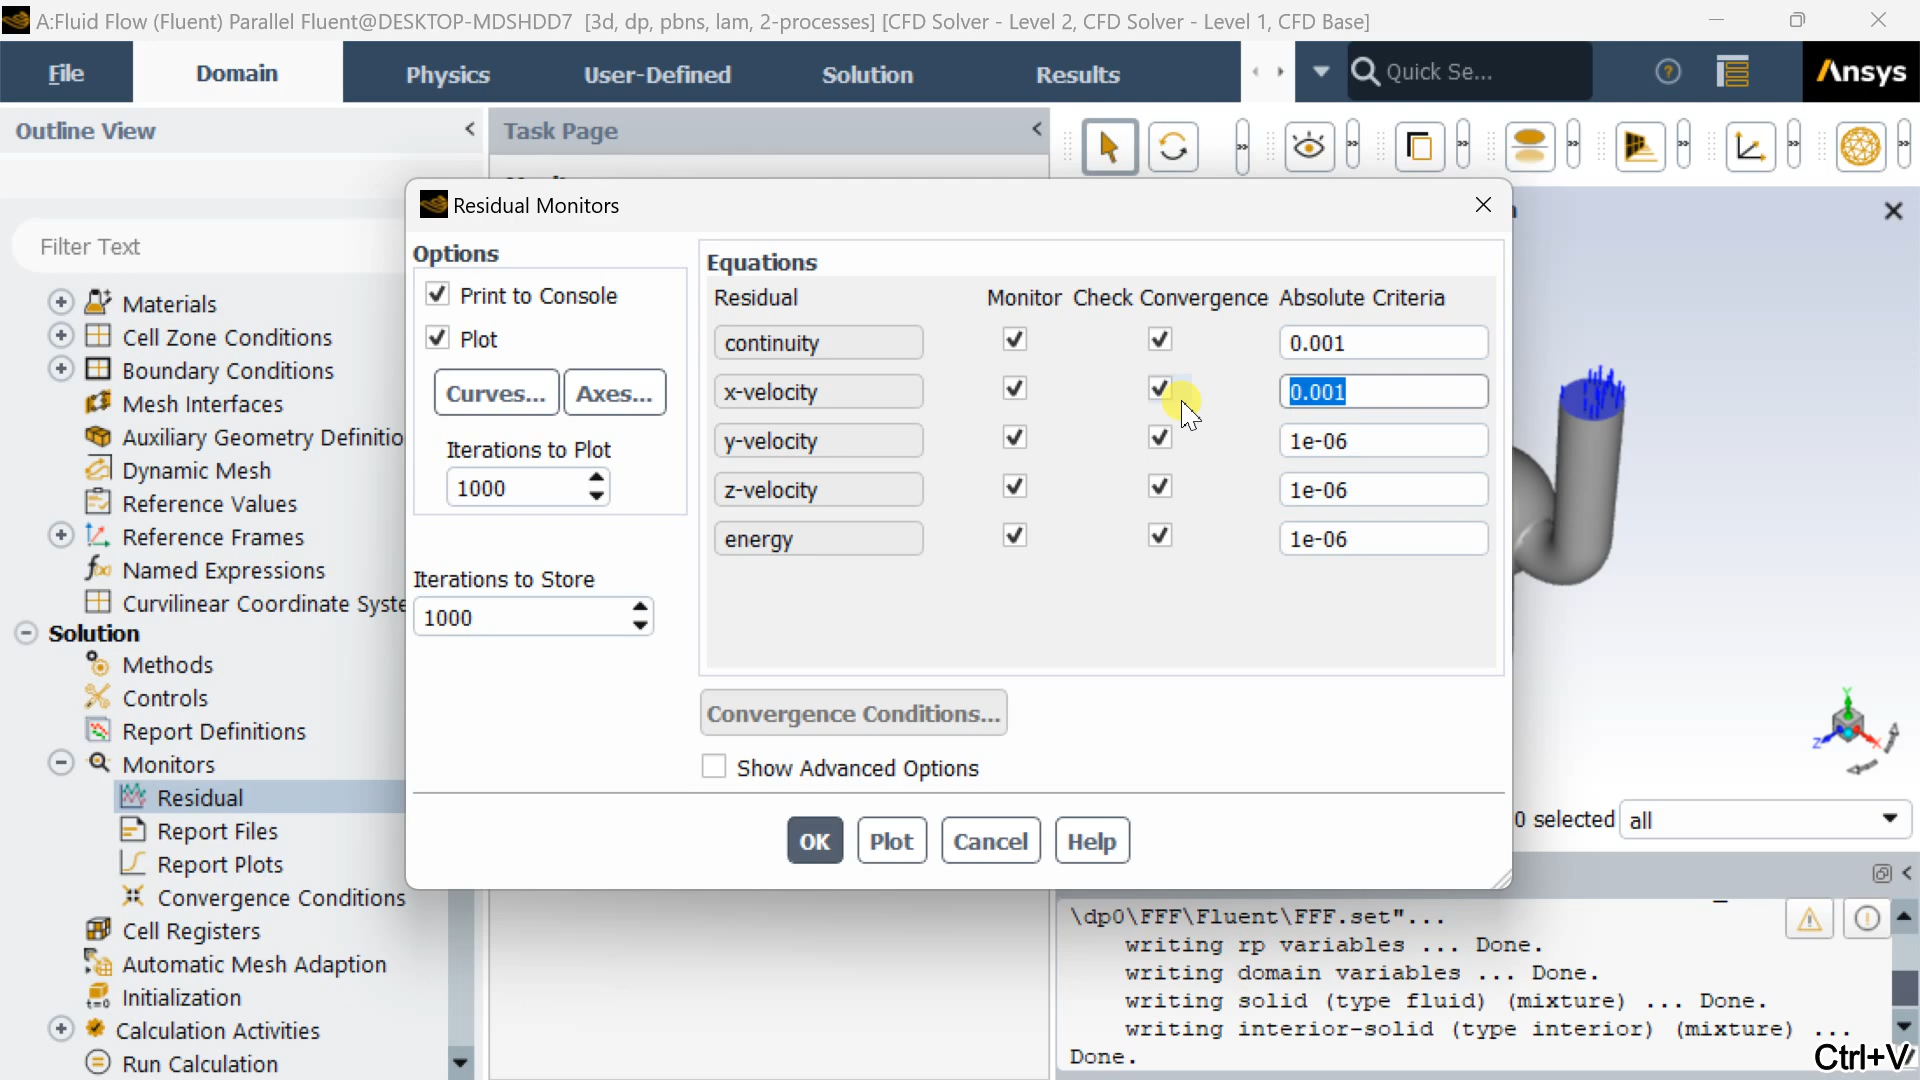 A:Fluid Flow (Fluent) Parallel Fluent@DESKTOP-MDSHDD7 [3d, dp, pbns, lam, 2-processes] [CFD Solver - Level 2, CFD Solver - Level 1, CFD Base]
File Domain Physics User-Defined Solution Results Quick Se... Ansys
Outline View
Task Page
Filter Text
Materials
Cell Zone Conditions
Boundary Conditions
Mesh Interfaces
Auxiliary Geometry Definitio
Dynamic Mesh
Reference Values
Reference Frames
Named Expressions
Curvilinear Coordinate Syste
Solution
Methods
Controls
Report Definitions
Monitors
Residual
Report Files
Report Plots
Convergence Conditions
Cell Registers
Automatic Mesh Adaption
Initialization
Calculation Activities
Run Calculation
Residual Monitors
Options
Print to Console
Plot
Curves... Axes...
Iterations to Plot
1000
Iterations to Store
1000
Equations
Residual Monitor Check Convergence Absolute Criteria
continuity 0.001
x-velocity 0.001
y-velocity 1e-06
z-velocity 1e-06
energy 1e-06
Convergence Conditions...
Show Advanced Options
OK Plot Cancel Help
Y
Z X
0 selected all
\dp0\FFF\Fluent\FFF.set"...
writing rp variables ... Done.
writing domain variables ... Done.
writing solid (type fluid) (mixture) ... Done.
writing interior-solid (type interior) (mixture) ...
Done.
Ctrl+V